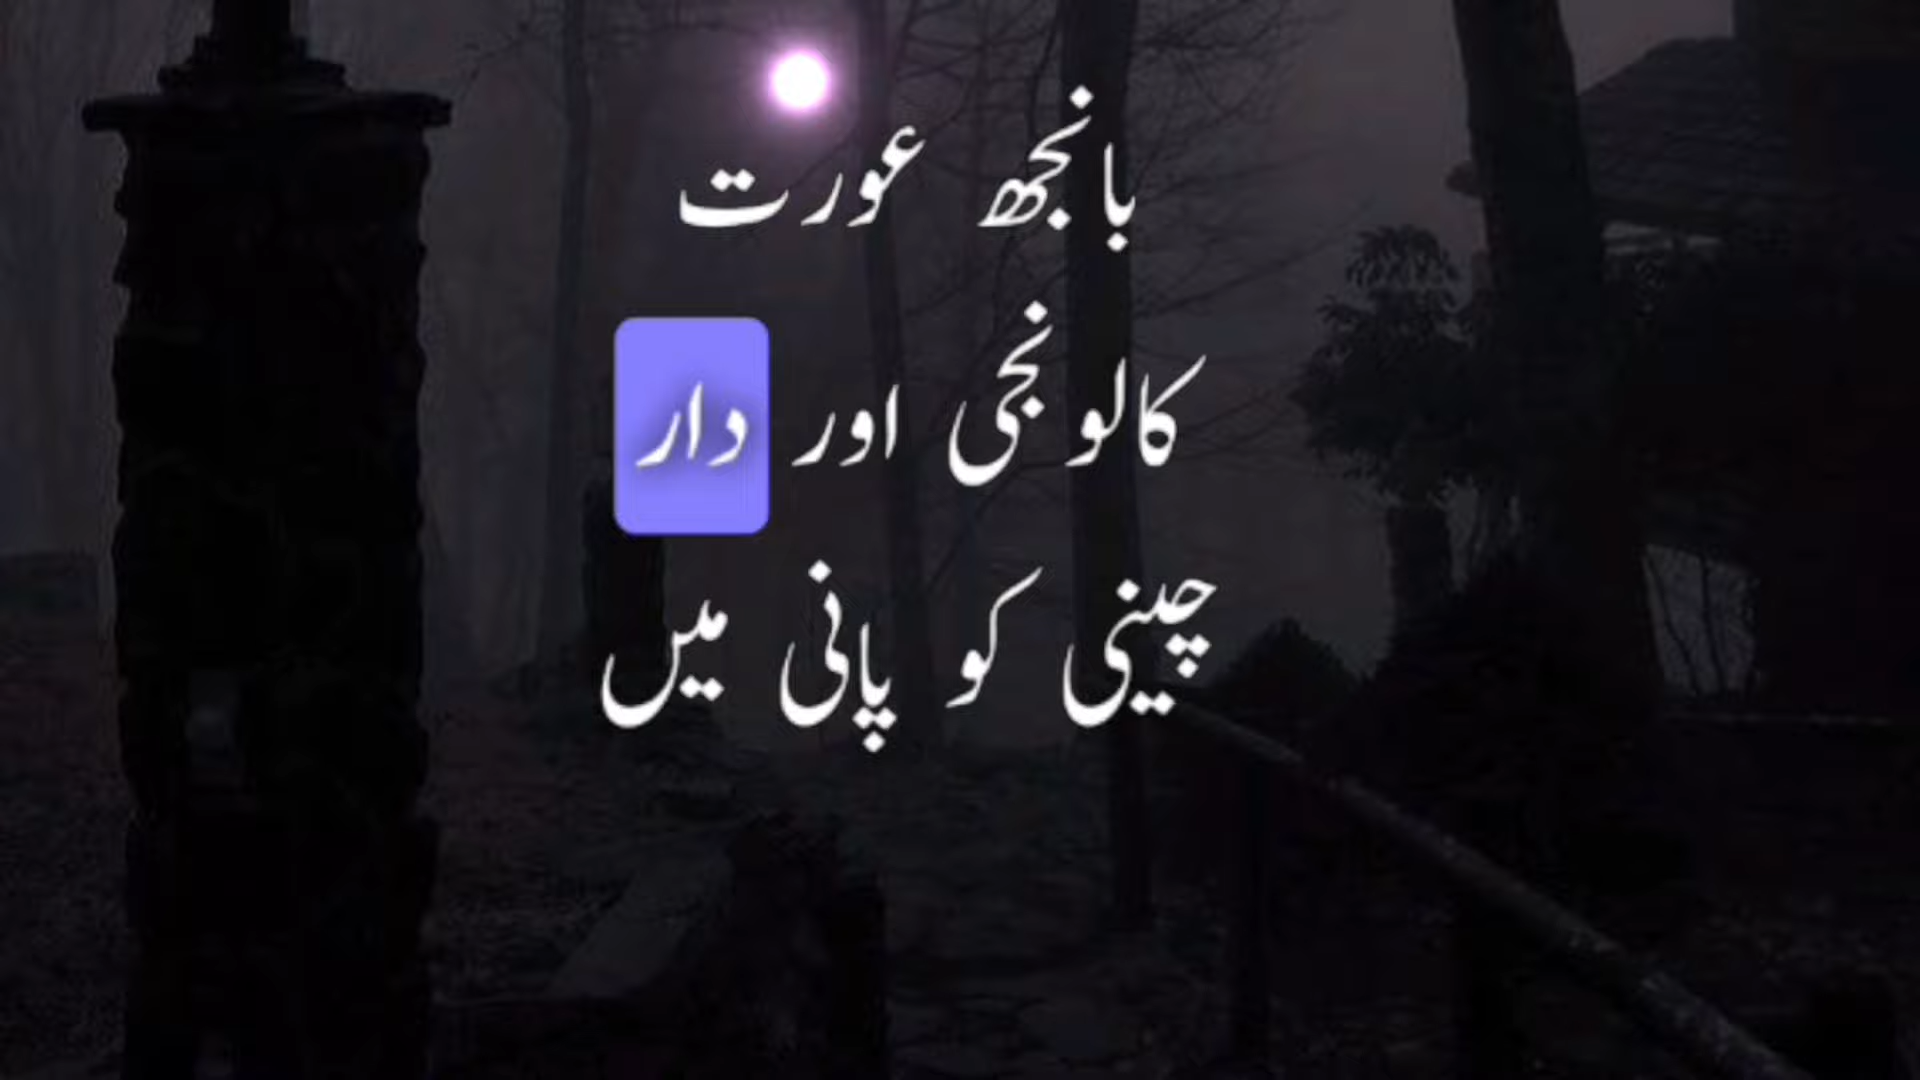 بانجھ عورت
کالونجی اور دار
چینی کو پانی میں